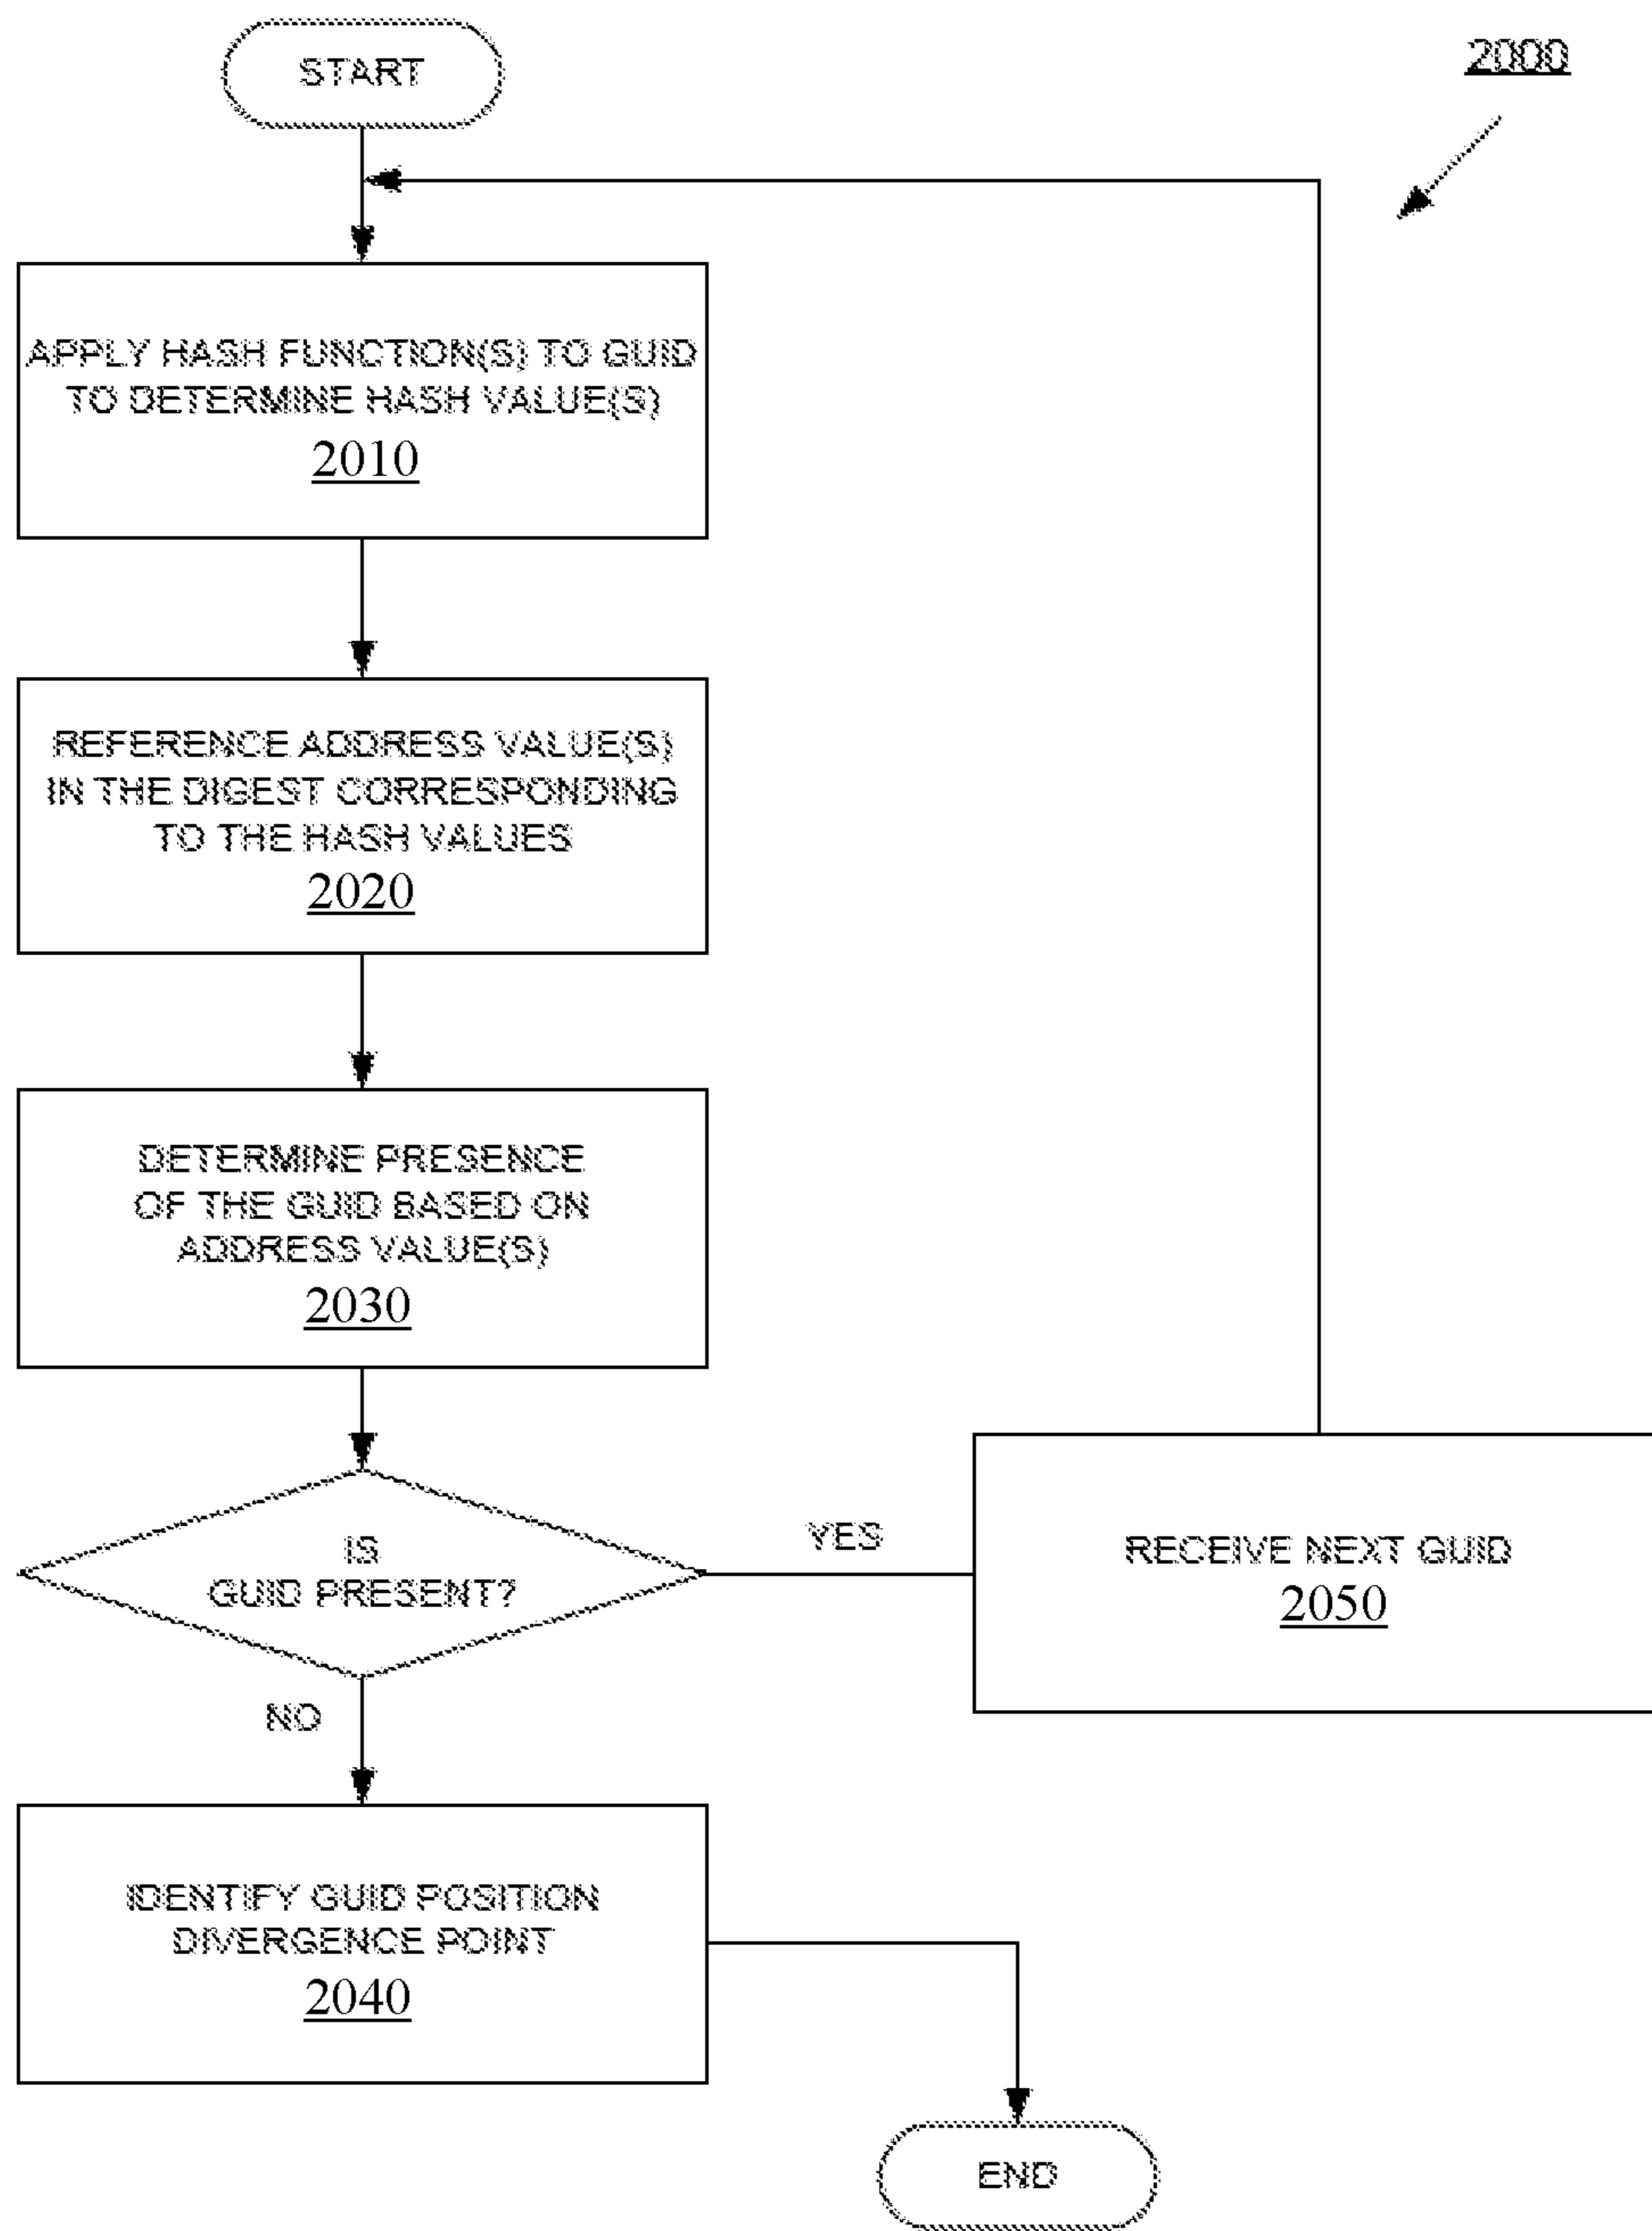 START
2000
APPLY HASH FUNCTION(S) TO GUID
TO DETERMINE HASH VALUE(S)
2010
REFERENCE ADDRESS VALUE(S)
IN THE DIGEST CORRESPONDING
TO THE HASH VALUES
2020
DETERMINE PRESENCE
OF THE GUID BASED ON
ADDRESS VALUE(S)
2030
IS
GUID PRESENT?
YES
RECEIVE NEXT GUID
2050
NO
IDENTIFY GUID POSITION
DIVERGENCE POINT
2040
END